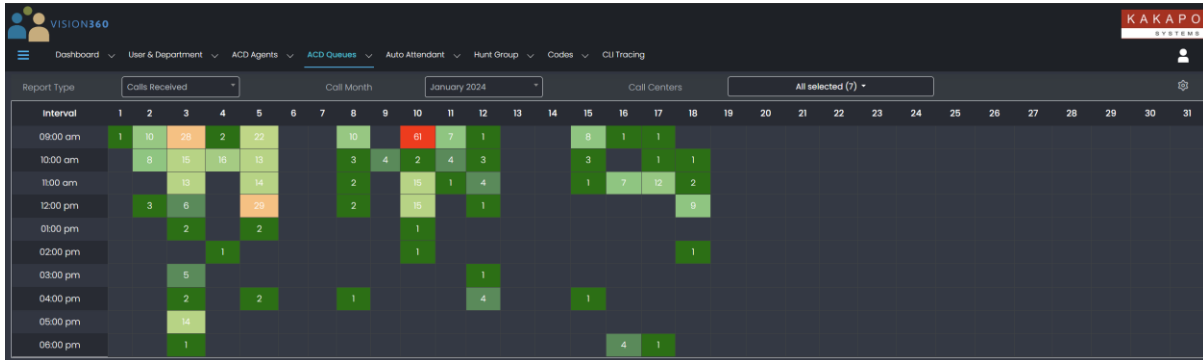 VISION360
KAKAPO
SYSTEMS
Dashboard User & Department ACD Agents ACD Queues Auto Attendant Hunt Group Codes CLI Tracing
Report Type Calls Received Call Month January 2024 Call Centers All selected (7)
Interval 1 2 3 4 5 6 7 8 9 10 11 12 13 14 15 16 17 18 19 20 21 22 23 24 25 26 27 28 29 30 31
09:00 am 1 10 28 2 22 10 61 7 1 8 1 1
10:00 am 8 15 16 13 3 4 2 4 3 3 1 1
11:00 am 13 14 2 15 1 4 1 7 12 2
12:00 pm 3 6 29 2 15 1 9
01:00 pm 2 2 1
02:00 pm 1 1 1
03:00 pm 5 1
04:00 pm 2 2 1 4 1
05:00 pm 14
06:00 pm 1 4 1